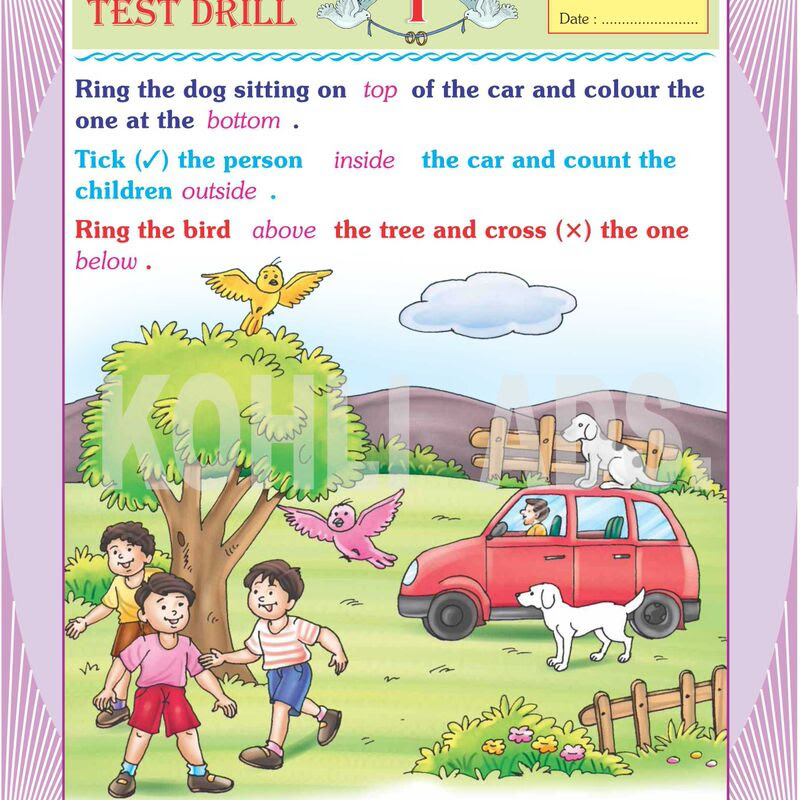 TEST DRILL 1
Date : ........................
Ring the dog sitting on top of the car and colour the
one at the bottom .
Tick (✓) the person inside the car and count the
children outside .
Ring the bird above the tree and cross (×) the one
below .
KOHLI ADS.